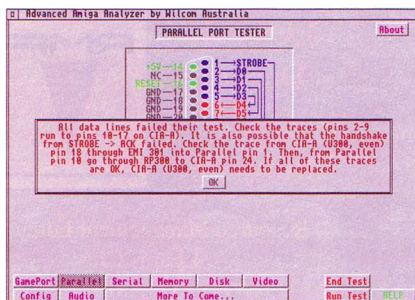 Advanced Amiga Analyzer by Wilcom Australia
PARALLEL PORT TESTER
About
+5V-14
NC-15
RESET-16
GND-17
GND-18
GND-19
GND-20
1-STROBE
2-D0
3-D1
4-D2
5-D3
6-D4
7-D5
All data lines failed their test. Check the traces (pins 2-9
run to pins 10-17 on CIA-A). It is also possible that the handshake
from STROBE -> ACK failed. Check the trace from CIA-A (U300, even)
pin 18 through EMI 301 into Parallel pin 1. Then, from Parallel
pin 10 go through RP300 to CIA-A pin 24. If all of these traces
are OK, CIA-A (U300, even) needs to be replaced.
OK
GamePort Parallel Serial Memory Disk Video End Test
Config Audio More To Come... Run Test HELP